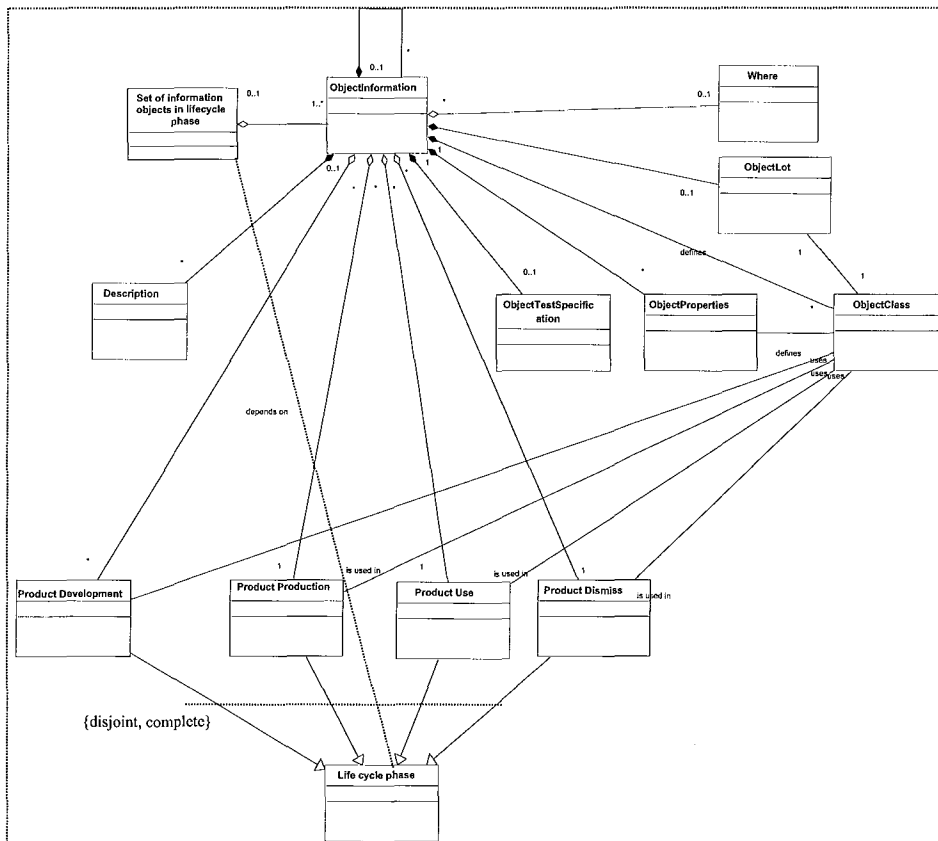 *
0..1
ObjectInformation
Set of information
objects in lifecycle
phase
0..1
1..*
*
0..1
Where
1
0..1
*
*
*
1
0..1
ObjectLot
defines
1
1
*
Description
0..1
ObjectTestSpecific
ation
*
ObjectProperties
*
ObjectClass
defines
uses
uses
uses
depends on
*
Product Development
1
Product Production
is used in
1
Product Use
is used in
1
Product Dismiss
is used in
{disjoint, complete}
Life cycle phase